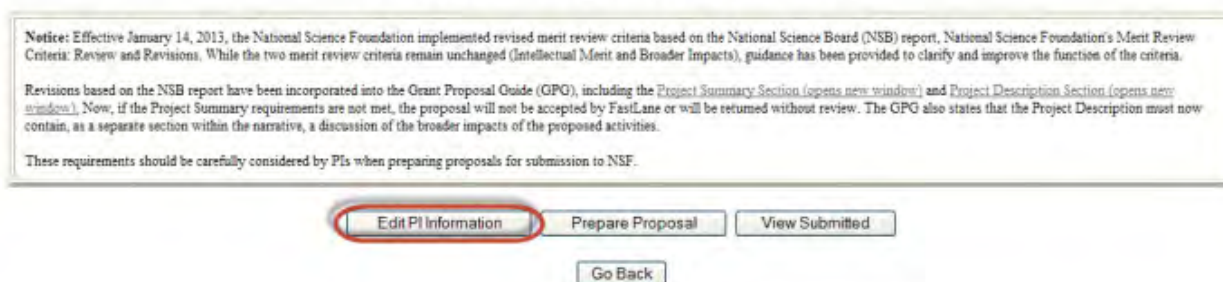 Notice: Effective January 14, 2013, the National Science Foundation implemented revised merit review criteria based on the National Science Board (NSB) report, National Science Foundation's Merit Review
Criteria: Review and Revisions. While the two merit review criteria remain unchanged (Intellectual Merit and Broader Impacts), guidance has been provided to clarify and improve the function of the criteria.
Revisions based on the NSB report have been incorporated into the Grant Proposal Guide (GPG), including the Project Summary Section (opens new window) and Project Description Section (opens new
window). Now, if the Project Summary requirements are not met, the proposal will not be accepted by FastLane or will be returned without review. The GPG also states that the Project Description must now
contain, as a separate section within the narrative, a discussion of the broader impacts of the proposed activities.
These requirements should be carefully considered by PIs when preparing proposals for submission to NSF.
Edit PI Information Prepare Proposal View Submitted
Go Back